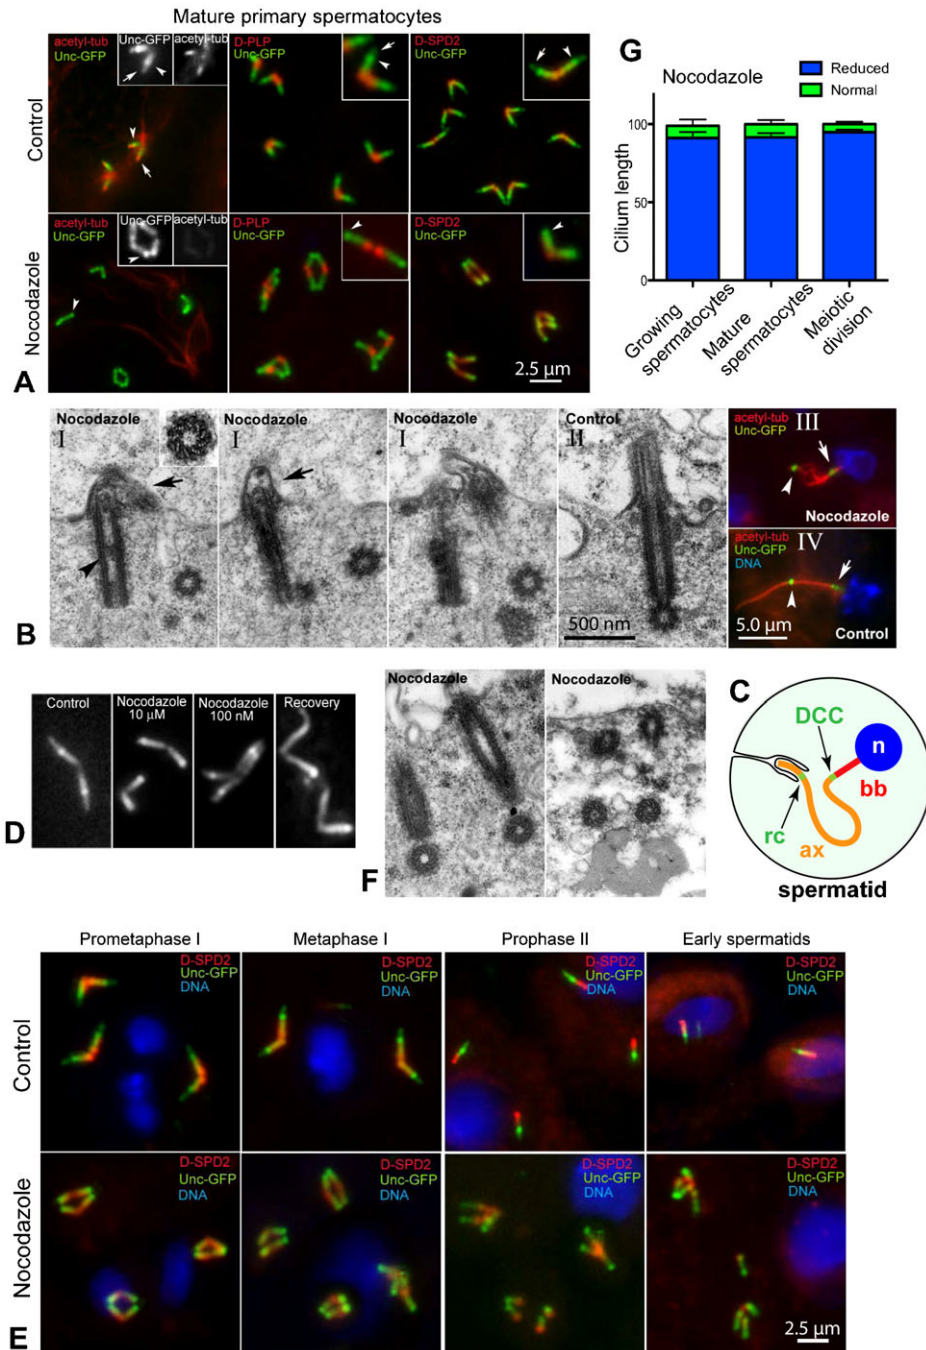 Mature primary spermatocytes
acetyl-tub
Unc-GFP
Unc-GFP
acetyl-tub
D-PLP
Unc-GFP
D-SPD2
Unc-GFP
Control
acetyl-tub
Unc-GFP
Unc-GFP
acetyl-tub
D-PLP
Unc-GFP
D-SPD2
Unc-GFP
Nocodazole
2.5 µm
A
G
Nocodazole
Reduced
Normal
Cilium length
100
50
0
Growing
spermatocytes
Mature
spermatocytes
Meiotic
division
Nocodazole
I
Nocodazole
I
Nocodazole
I
Control
II
500 nm
acetyl-tub
Unc-GFP
III
Nocodazole
acetyl-tub
Unc-GFP
DNA
IV
5.0 µm
Control
B
Control
Nocodazole
10 µM
Nocodazole
100 nM
Recovery
D
Nocodazole
Nocodazole
F
C
DCC
n
bb
rc
ax
spermatid
Prometaphase I
Metaphase I
Prophase II
Early spermatids
Control
D-SPD2
Unc-GFP
DNA
D-SPD2
Unc-GFP
DNA
D-SPD2
Unc-GFP
DNA
D-SPD2
Unc-GFP
DNA
Nocodazole
D-SPD2
Unc-GFP
DNA
D-SPD2
Unc-GFP
DNA
D-SPD2
Unc-GFP
DNA
D-SPD2
Unc-GFP
DNA
2.5 µm
E